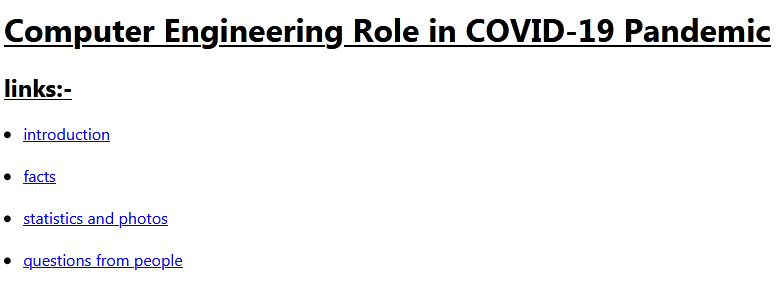 Computer Engineering Role in COVID-19 Pandemic
links:-
introduction
facts
statistics and photos
questions from people